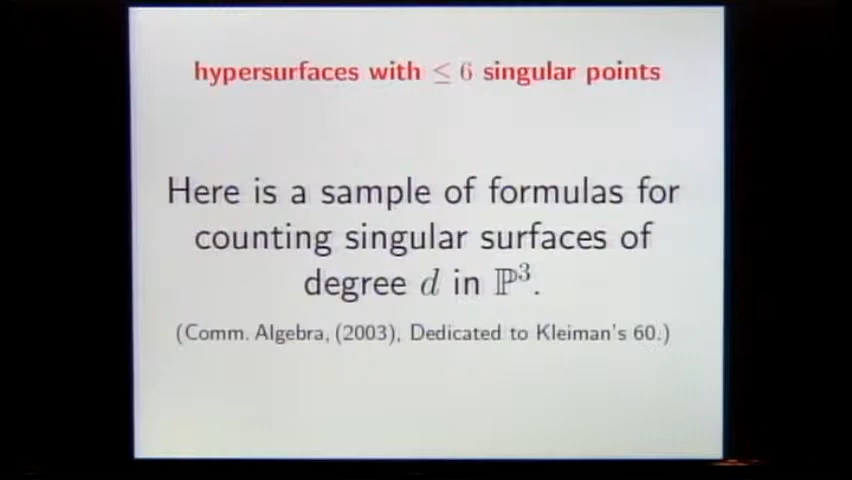 hypersurfaces with ≤ 6 singular points
Here is a sample of formulas for
counting singular surfaces of
degree d in ℙ³.
(Comm. Algebra, (2003), Dedicated to Kleiman's 60.)